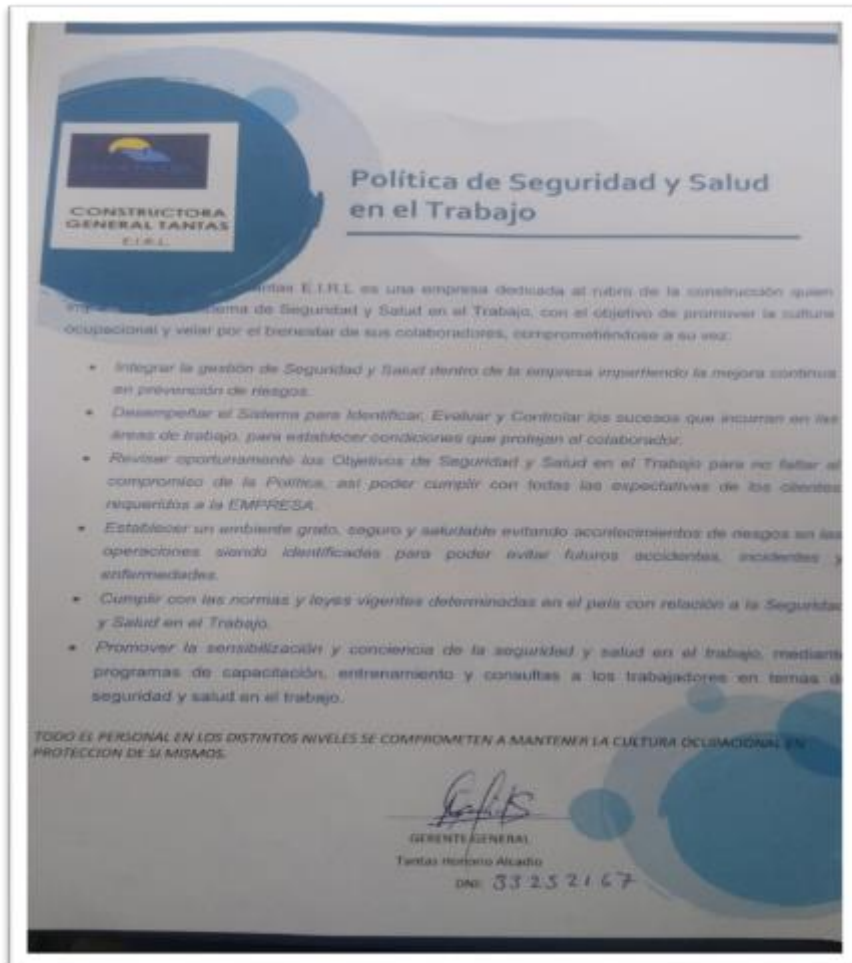 CONSTRUCTORA
GENERAL TANTAS
E.I.R.L.
Política de Seguridad y Salud
en el Trabajo
E.I.R.L es una empresa dedicada al rubro de la construcción quien
de Seguridad y Salud en el Trabajo, con el objetivo de promover la cultura
ocupacional y velar por el bienestar de sus colaboradores, comprometiéndose a su vez:
• Integrar la gestión de Seguridad y Salud dentro de la empresa impartiendo la mejora continua
en prevención de riesgos.
• Desempeñar el Sistema para Identificar, Evaluar y Controlar los sucesos que incurran en las
áreas de trabajo, para establecer condiciones que protejan al colaborador.
• Revisar oportunamente los Objetivos de Seguridad y Salud en el Trabajo para no faltar al
compromiso de la Política, así poder cumplir con todas las expectativas de los clientes
requeridos a la EMPRESA.
• Establecer un ambiente grato, seguro y saludable evitando acontecimientos de riesgos en las
operaciones siendo identificadas para poder evitar futuros accidentes, incidentes y
enfermedades.
• Cumplir con las normas y leyes vigentes determinadas en el país con relación a la Seguridad
y Salud en el Trabajo.
• Promover la sensibilización y conciencia de la seguridad y salud en el trabajo, mediante
programas de capacitación, entrenamiento y consultas a los trabajadores en temas de
seguridad y salud en el trabajo.
TODO EL PERSONAL EN LOS DISTINTOS NIVELES SE COMPROMETEN A MANTENER LA CULTURA OCUPACIONAL EN
PROTECCION DE SI MISMOS.
GERENTE GENERAL
Tantas Honorio Alcadio
DNI: 33252167